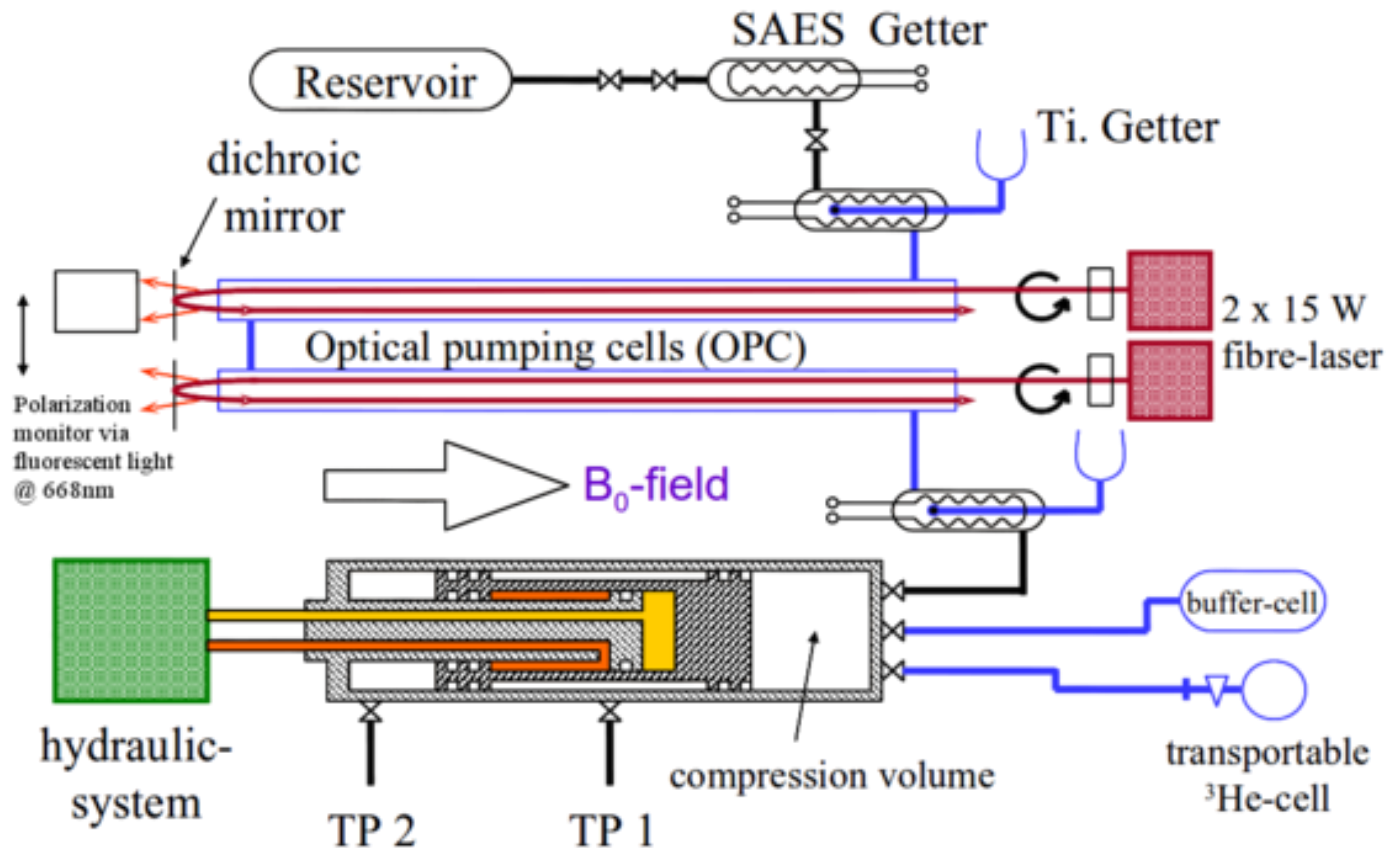 SAES Getter
Reservoir
Ti. Getter
dichroic
mirror
2 x 15 W
fibre-laser
Optical pumping cells (OPC)
Polarization
monitor via
fluorescent light
@ 668nm
B₀-field
buffer-cell
hydraulic-
system
compression volume
transportable
³He-cell
TP 2
TP 1